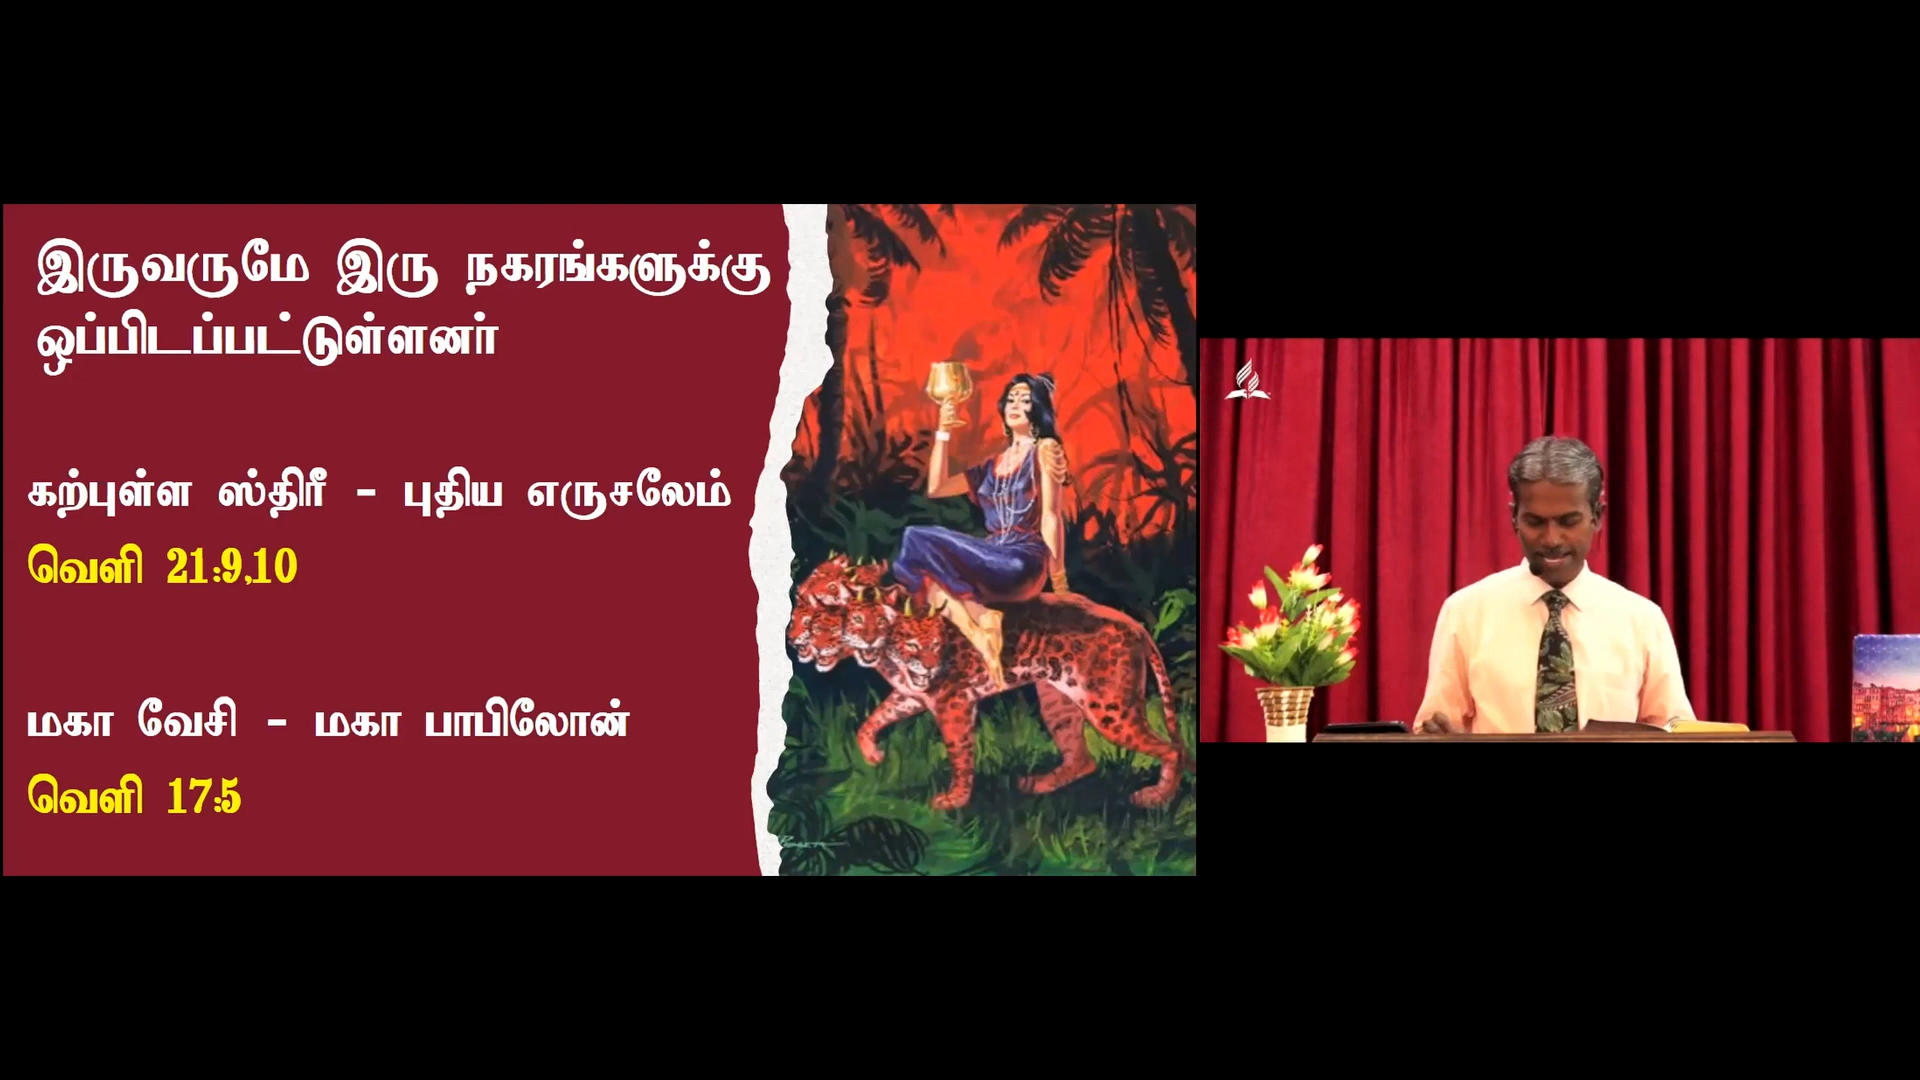 இருவருமே இரு நகரங்களுக்கு
ஒப்பிடப்பட்டுள்ளனர்
கற்புள்ள ஸ்திரீ - புதிய எருசலேம்
வெளி 21:9,10
மகா வேசி - மகா பாபிலோன்
வெளி 17:5